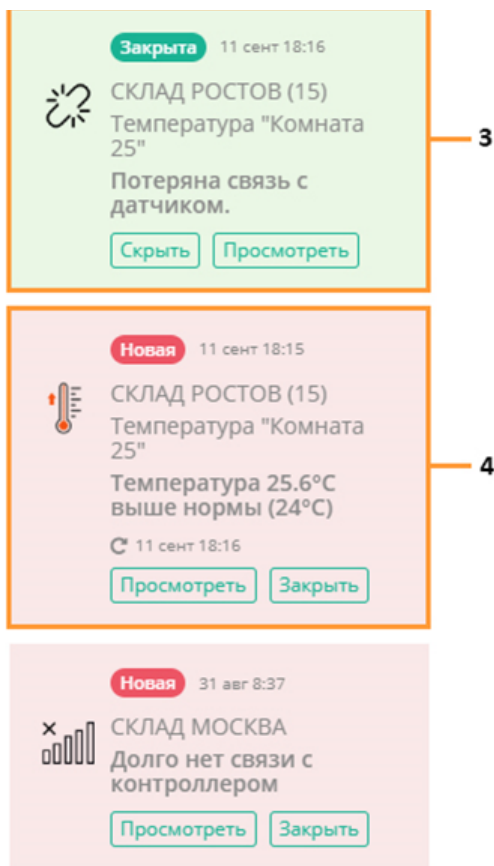 Закрыта 11 сент 18:16
СКЛАД РОСТОВ (15)
Температура "Комната
25"
Потеряна связь с
датчиком.
Скрыть Просмотреть
3
Новая 11 сент 18:15
СКЛАД РОСТОВ (15)
Температура "Комната
25"
Температура 25.6°C
выше нормы (24°C)
11 сент 18:16
Просмотреть Закрыть
4
Новая 31 авг 8:37
СКЛАД МОСКВА
Долго нет связи с
контроллером
Просмотреть Закрыть